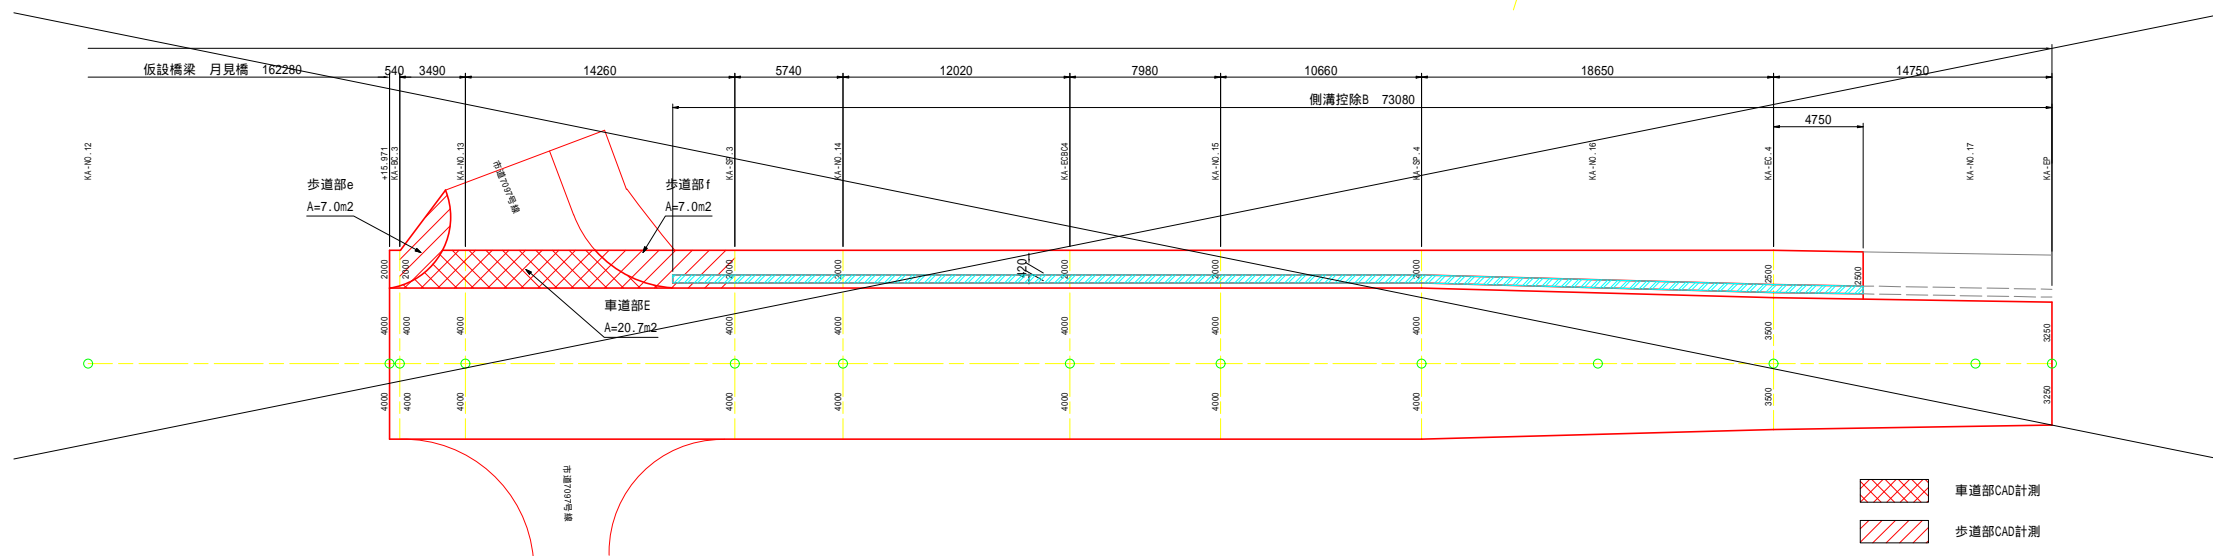 仮設橋梁　月見橋　162280
540
3490
14260
5740
12020
7980
10660
18650
14750
側溝控除B　73080
4750
KA-NO.12
+15.971
KA-BC.3
KA-NO.13
市道7097号線
KA-SP.3
KA-NO.14
KA-ECBC4
KA-NO.15
KA-SP.4
KA-NO.16
KA-EC.4
KA-NO.17
KA-EP
歩道部e
A=7.0m2
歩道部f
A=7.0m2
2000
2000
2000
2000
420
2000
2000
2000
2500
2500
車道部E
A=20.7m2
4000
4000
4000
4000
4000
4000
4000
4000
3500
3250
4000
4000
4000
4000
4000
4000
4000
4000
3500
3250
市道7097号線
車道部CAD計測
歩道部CAD計測